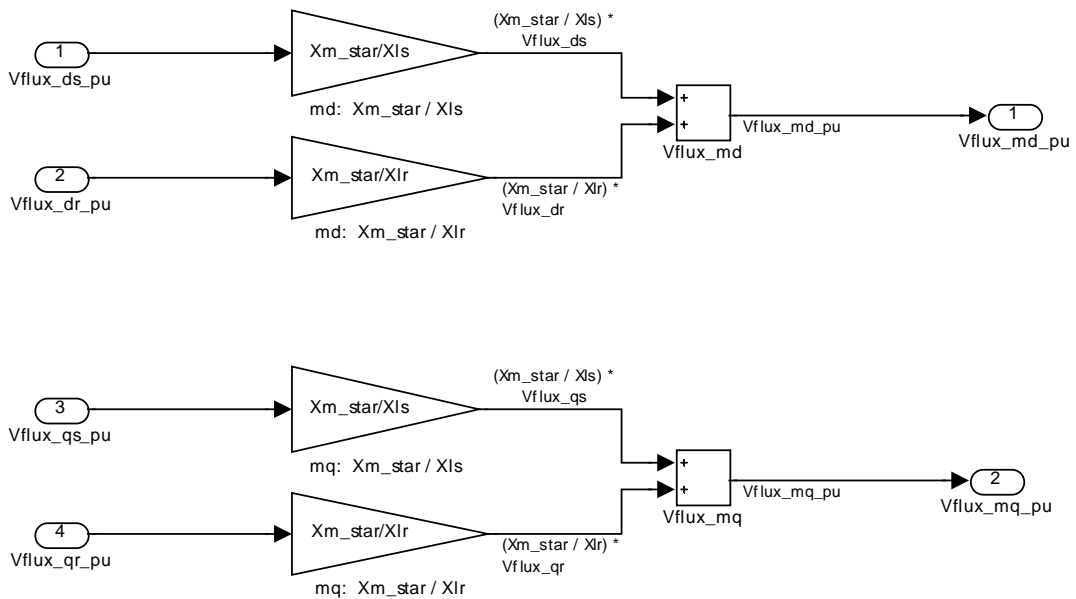 (Xm_star / Xls) *
Vflux_ds
1
Vflux_ds_pu
Xm_star/Xls
md: Xm_star / Xls
+
+
Vflux_md
Vflux_md_pu
1
Vflux_md_pu
2
Vflux_dr_pu
Xm_star/Xlr
md: Xm_star / Xlr
(Xm_star / Xlr) *
Vflux_dr
(Xm_star / Xls) *
Vflux_qs
3
Vflux_qs_pu
Xm_star/Xls
mq: Xm_star / Xls
+
+
Vflux_mq
Vflux_mq_pu
2
Vflux_mq_pu
4
Vflux_qr_pu
Xm_star/Xlr
mq: Xm_star / Xlr
(Xm_star / Xlr) *
Vflux_qr